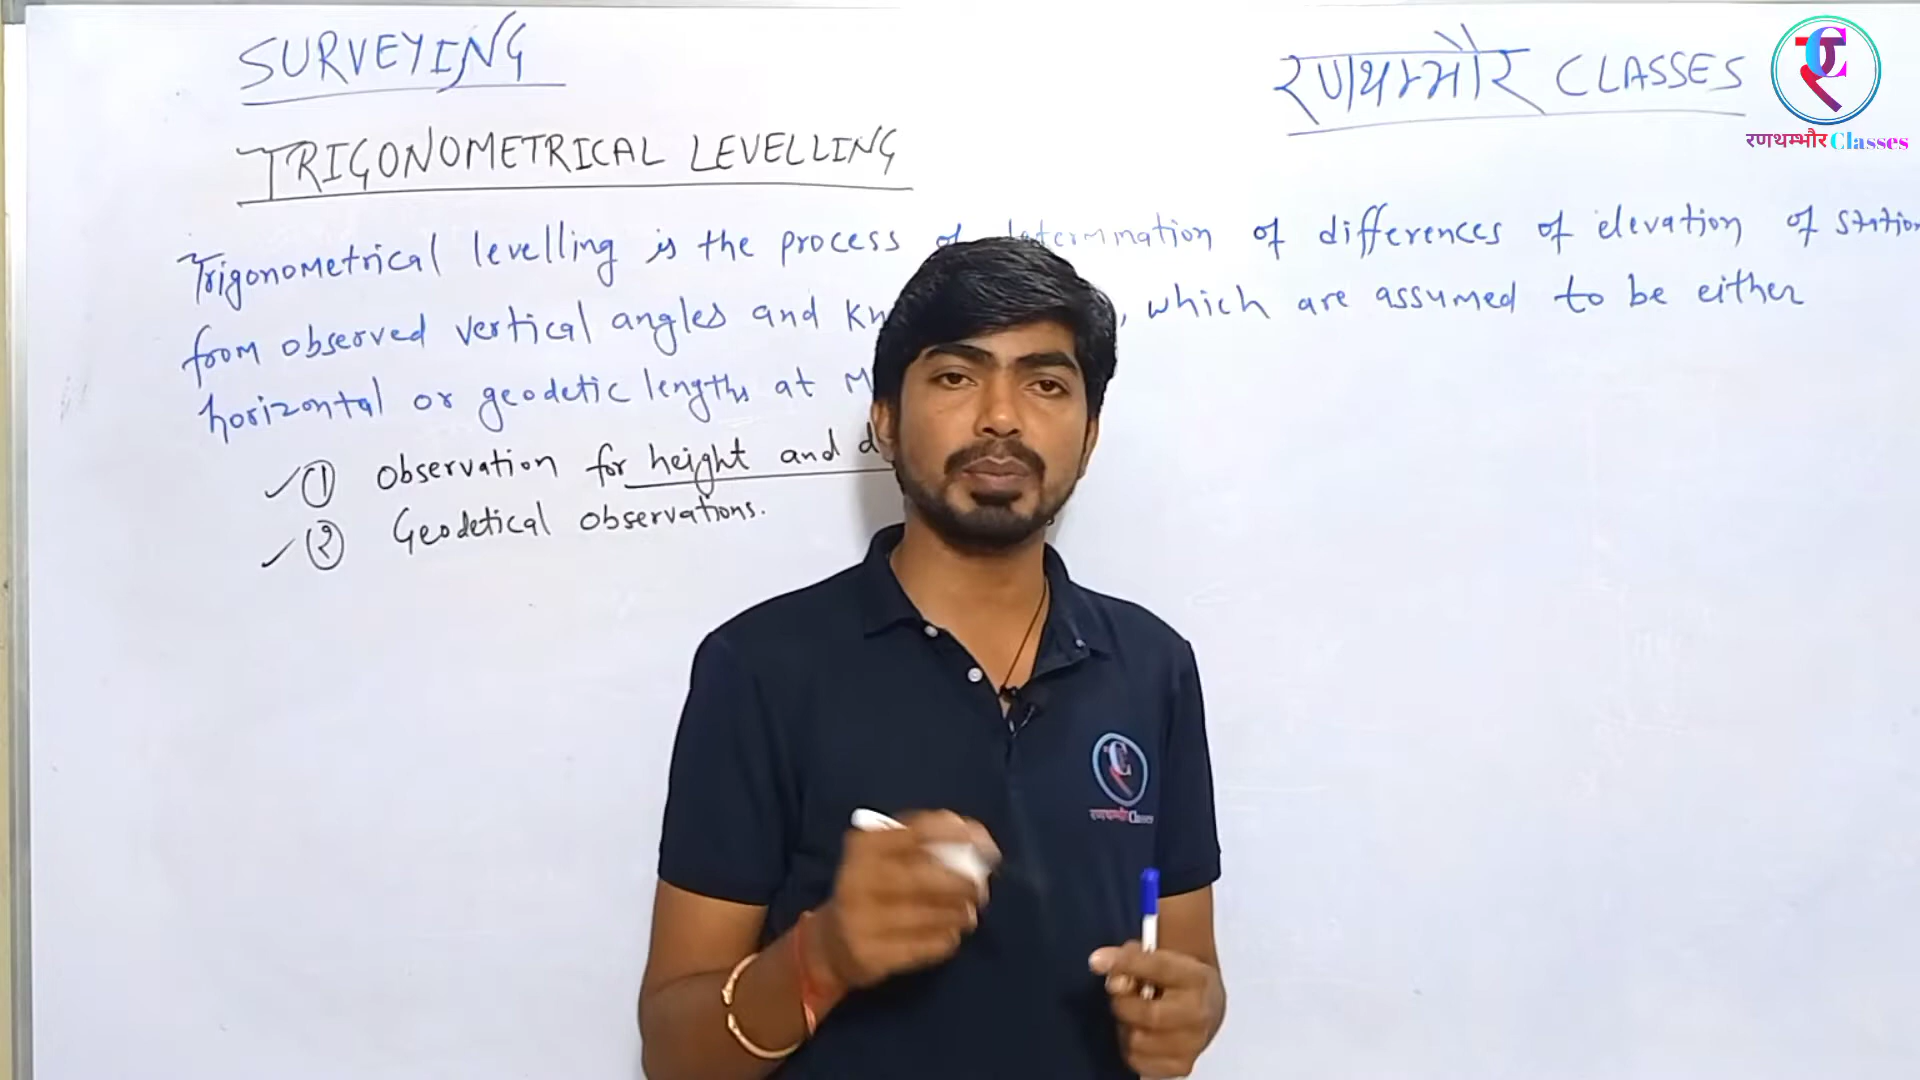 SURVEYING
रणथम्भौर CLASSES
रणथम्भौर Classes
TRIGONOMETRICAL LEVELLING
Trigonometrical levelling is the process of determination of differences of elevation of station
from observed vertical angles and , which are assumed to be either
horizontal or geodetic lengths at
① observation for height and
② Geodetical observations.
रणथम्भौर Classes